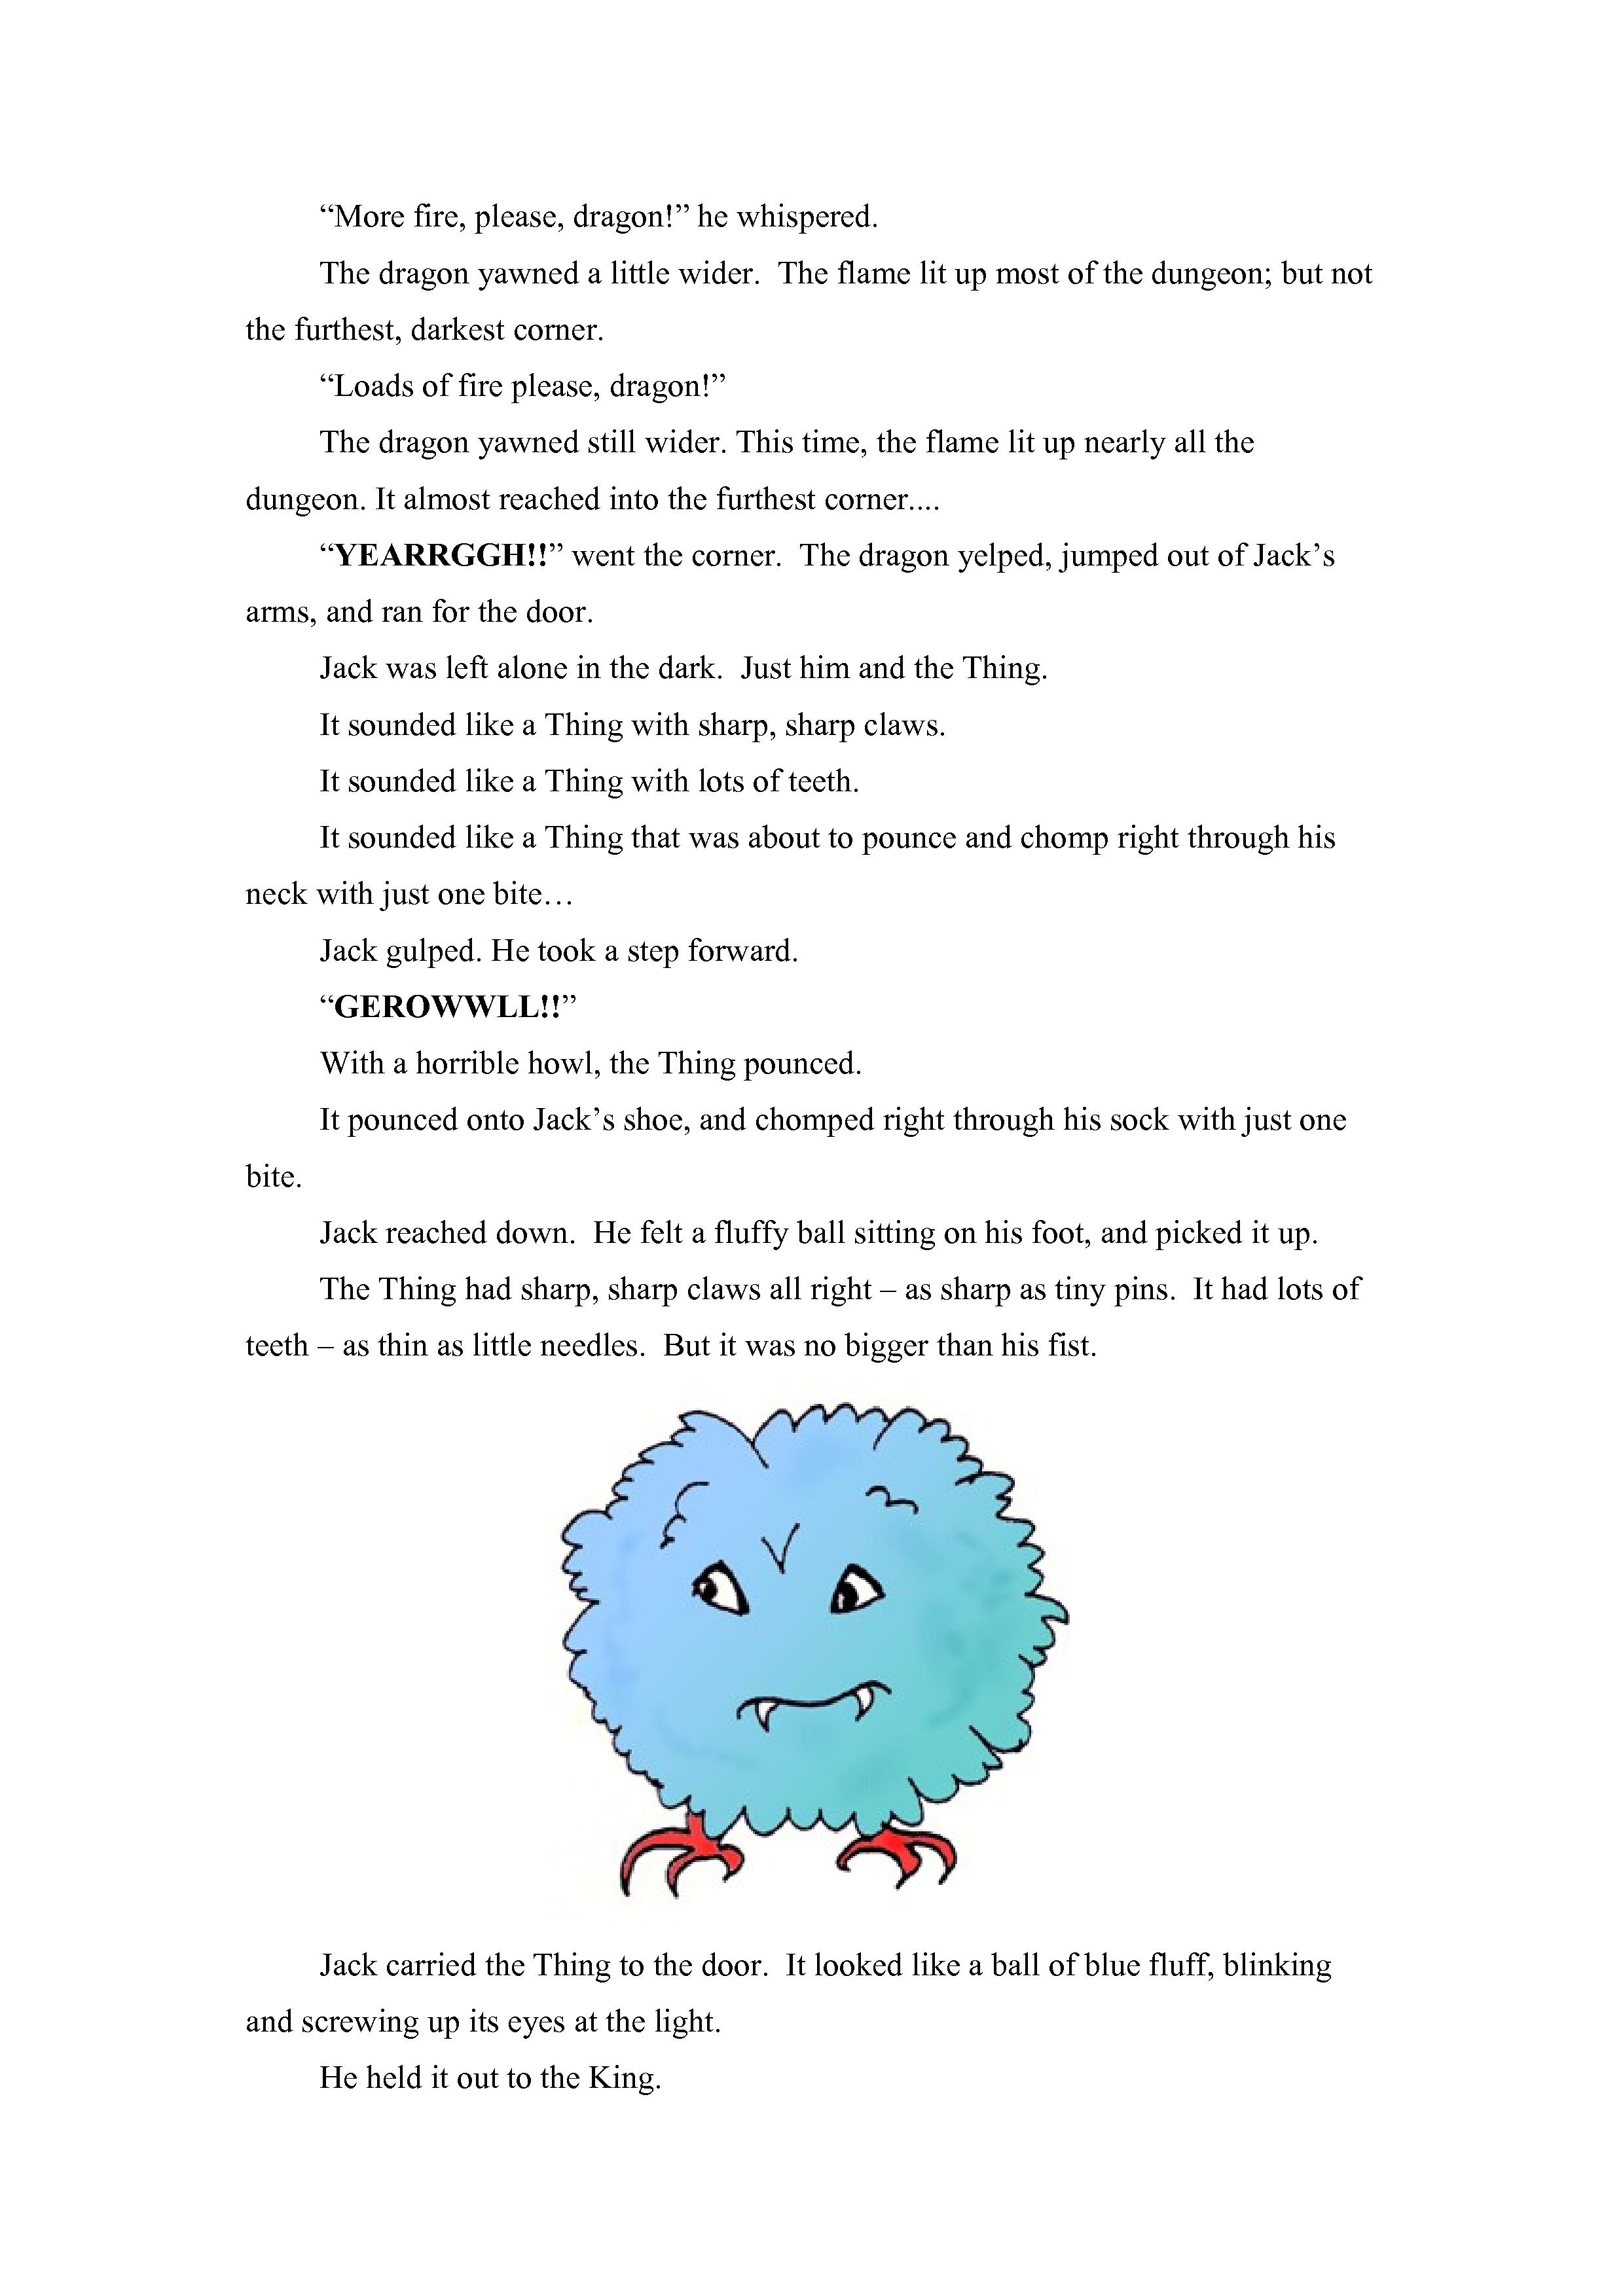 “More fire, please, dragon!” he whispered.
The dragon yawned a little wider.  The flame lit up most of the dungeon; but not
the furthest, darkest corner.
“Loads of fire please, dragon!”
The dragon yawned still wider. This time, the flame lit up nearly all the
dungeon. It almost reached into the furthest corner....
“YEARRGGH!!” went the corner.  The dragon yelped, jumped out of Jack’s
arms, and ran for the door.
Jack was left alone in the dark.  Just him and the Thing.
It sounded like a Thing with sharp, sharp claws.
It sounded like a Thing with lots of teeth.
It sounded like a Thing that was about to pounce and chomp right through his
neck with just one bite…
Jack gulped. He took a step forward.
“GEROWWLL!!”
With a horrible howl, the Thing pounced.
It pounced onto Jack’s shoe, and chomped right through his sock with just one
bite.
Jack reached down.  He felt a fluffy ball sitting on his foot, and picked it up.
The Thing had sharp, sharp claws all right – as sharp as tiny pins.  It had lots of
teeth – as thin as little needles.  But it was no bigger than his fist.
Jack carried the Thing to the door.  It looked like a ball of blue fluff, blinking
and screwing up its eyes at the light.
He held it out to the King.